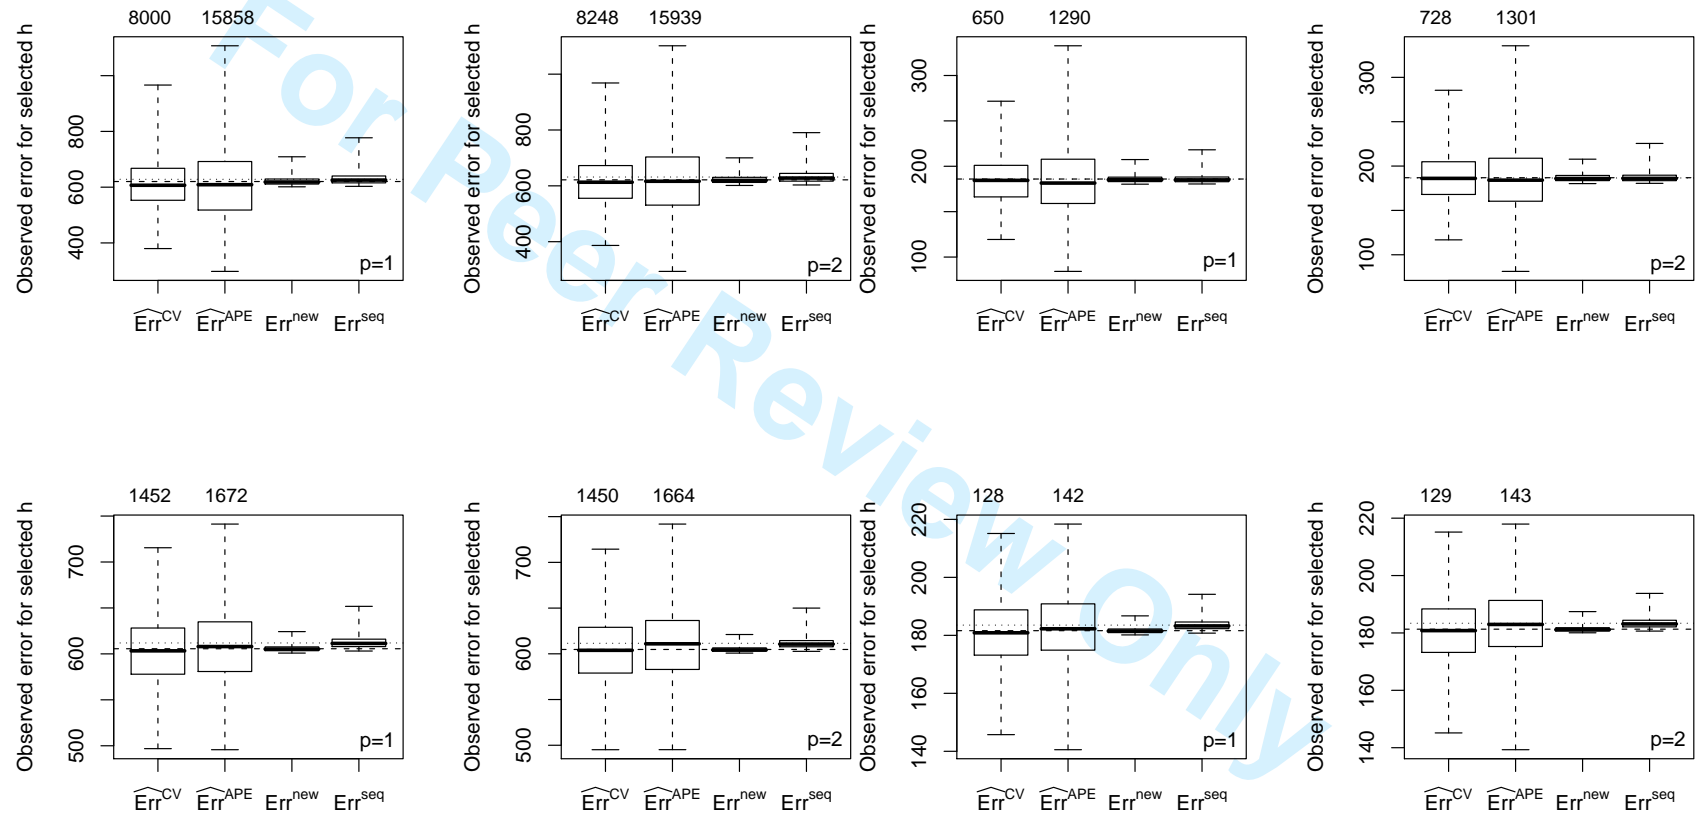 8000 15858
Observed error for selected h
400 600 800
p=1
Err^CV Err^APE Err^new Err^seq
8248 15939
Observed error for selected h
400 600 800
p=2
Err^CV Err^APE Err^new Err^seq
650 1290
Observed error for selected h
100 200 300
p=1
Err^CV Err^APE Err^new Err^seq
728 1301
Observed error for selected h
100 200 300
p=2
Err^CV Err^APE Err^new Err^seq
1452 1672
Observed error for selected h
500 600 700
p=1
Err^CV Err^APE Err^new Err^seq
1450 1664
Observed error for selected h
500 600 700
p=2
Err^CV Err^APE Err^new Err^seq
128 142
Observed error for selected h
140 160 180 200 220
p=1
Err^CV Err^APE Err^new Err^seq
129 143
Observed error for selected h
140 160 180 200 220
p=2
Err^CV Err^APE Err^new Err^seq
For Peer Review Only